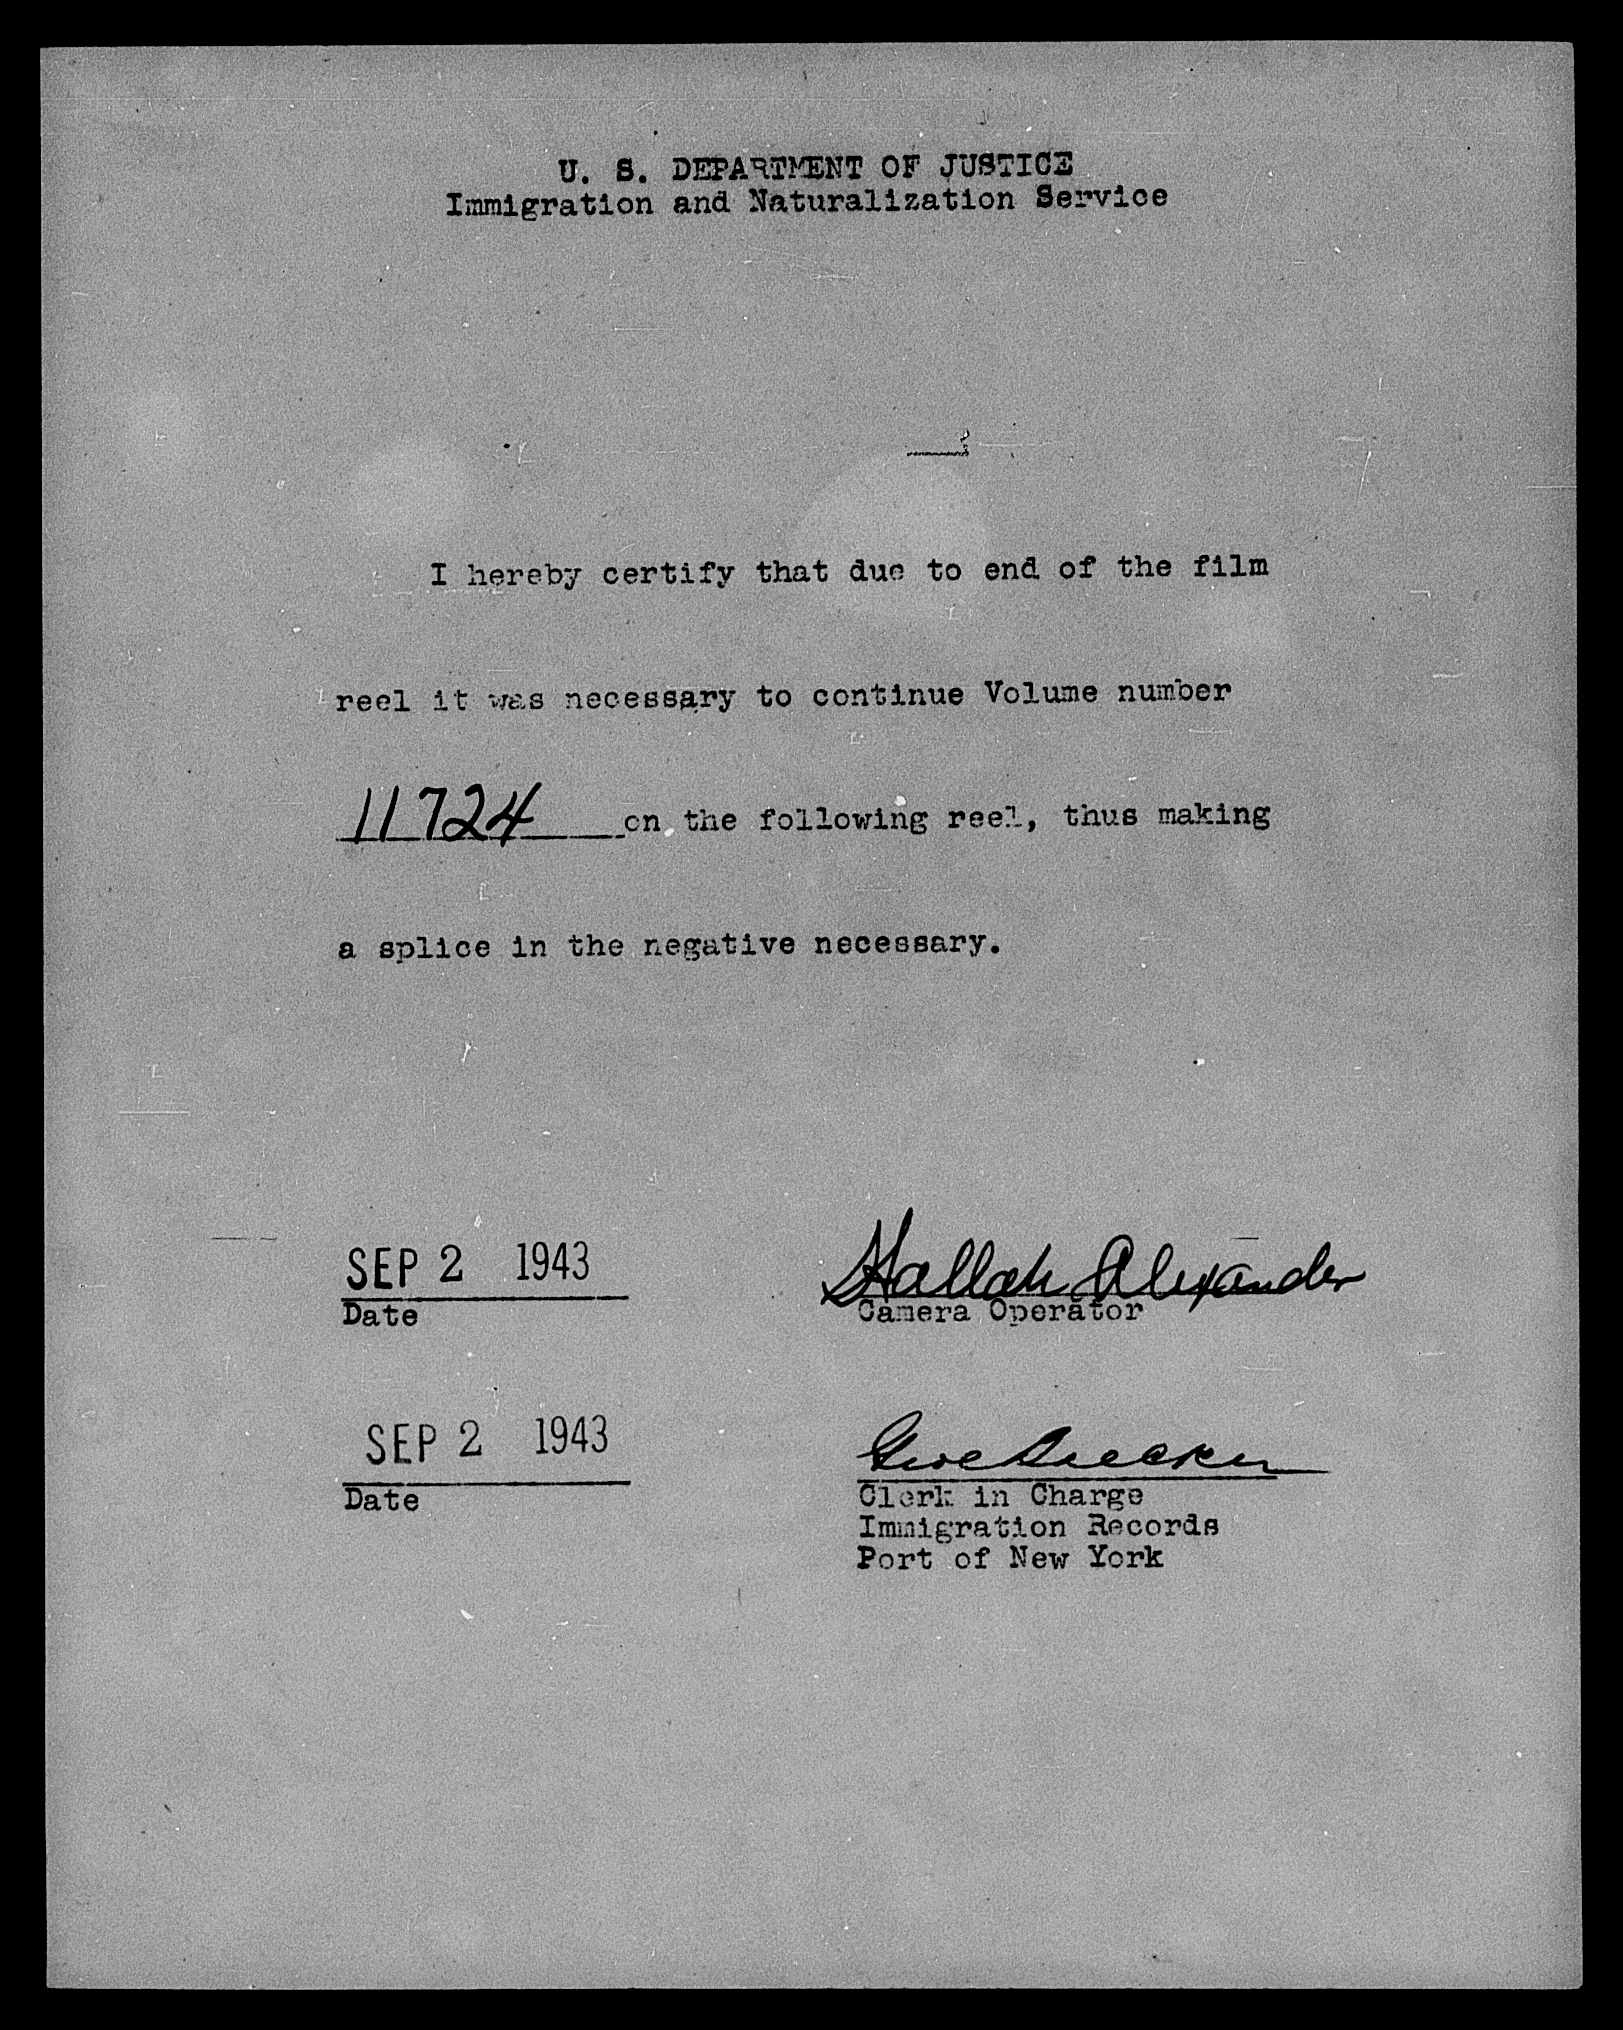 U. S. DEPARTMENT OF JUSTICE
Immigration and Naturalization Service
I hereby certify that due to end of the film
reel it was necessary to continue Volume number
11724 on the following reel, thus making
a splice in the negative necessary.
SEP 2 1943
Date
Alexander
Camera Operator
SEP 2 1943
Date
Clerk in Charge
Immigration Records
Port of New York